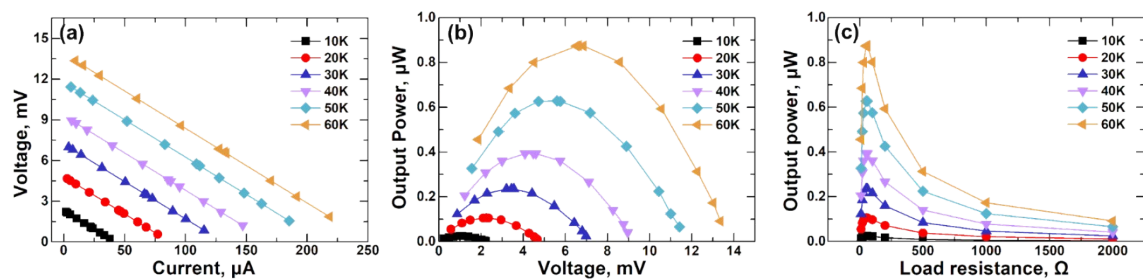 (a)
10K
20K
30K
40K
50K
60K
15
12
9
6
3
0
Voltage, mV
0 50 100 150 200 250
Current, µA
(b)
10K
20K
30K
40K
50K
60K
1.0
0.8
0.6
0.4
0.2
0.0
Output Power, µW
0 2 4 6 8 10 12 14
Voltage, mV
(c)
10K
20K
30K
40K
50K
60K
1.0
0.8
0.6
0.4
0.2
0.0
Output power, µW
0 500 1000 1500 2000
Load resistance, Ω